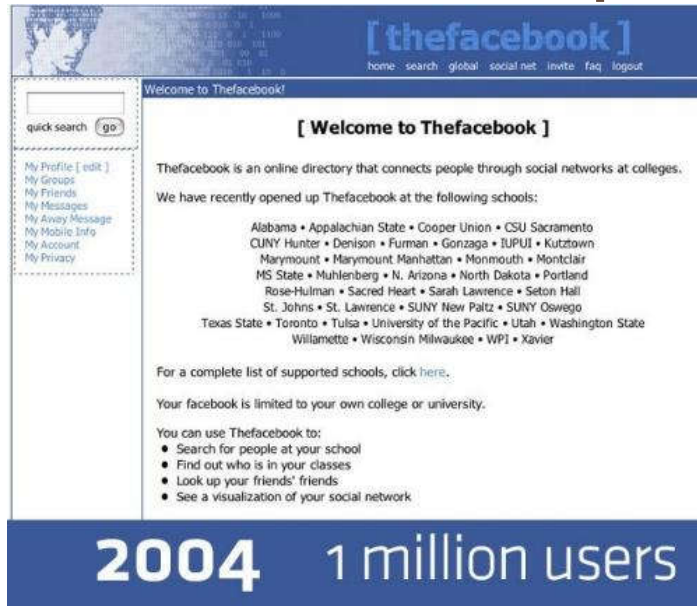 [ thefacebook ]
home search global social net invite faq logout
Welcome to Thefacebook!
quick search go
My Profile [ edit ]
My Groups
My Friends
My Messages
My Away Message
My Mobile Info
My Account
My Privacy
[ Welcome to Thefacebook ]
Thefacebook is an online directory that connects people through social networks at colleges.
We have recently opened up Thefacebook at the following schools:
Alabama • Appalachian State • Cooper Union • CSU Sacramento
CUNY Hunter • Denison • Furman • Gonzaga • IUPUI • Kutztown
Marymount • Marymount Manhattan • Monmouth • Montclair
MS State • Muhlenberg • N. Arizona • North Dakota • Portland
Rose-Hulman • Sacred Heart • Sarah Lawrence • Seton Hall
St. Johns • St. Lawrence • SUNY New Paltz • SUNY Oswego
Texas State • Toronto • Tulsa • University of the Pacific • Utah • Washington State
Willamette • Wisconsin Milwaukee • WPI • Xavier
For a complete list of supported schools, click here.
Your facebook is limited to your own college or university.
You can use Thefacebook to:
• Search for people at your school
• Find out who is in your classes
• Look up your friends' friends
• See a visualization of your social network
2004 1 million users